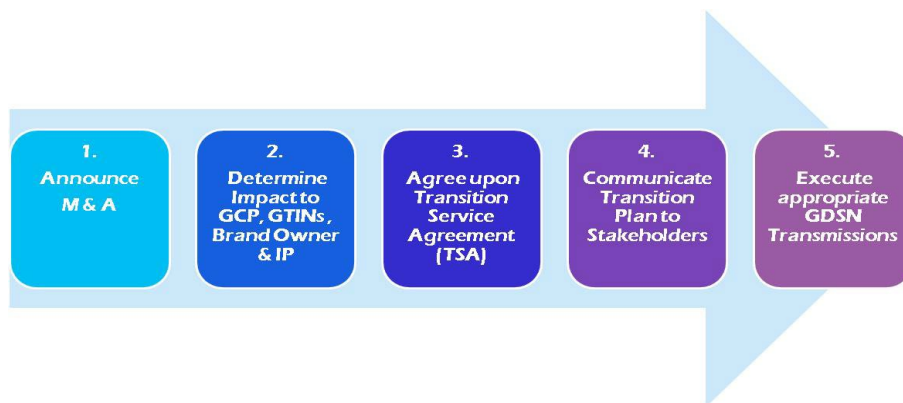 1.
Announce
M & A
2.
Determine
Impact to
GCP, GTINs,
Brand Owner
& IP
3.
Agree upon
Transition
Service
Agreement
(TSA)
4.
Communicate
Transition
Plan to
Stakeholders
5.
Execute
appropriate
GDSN
Transmissions